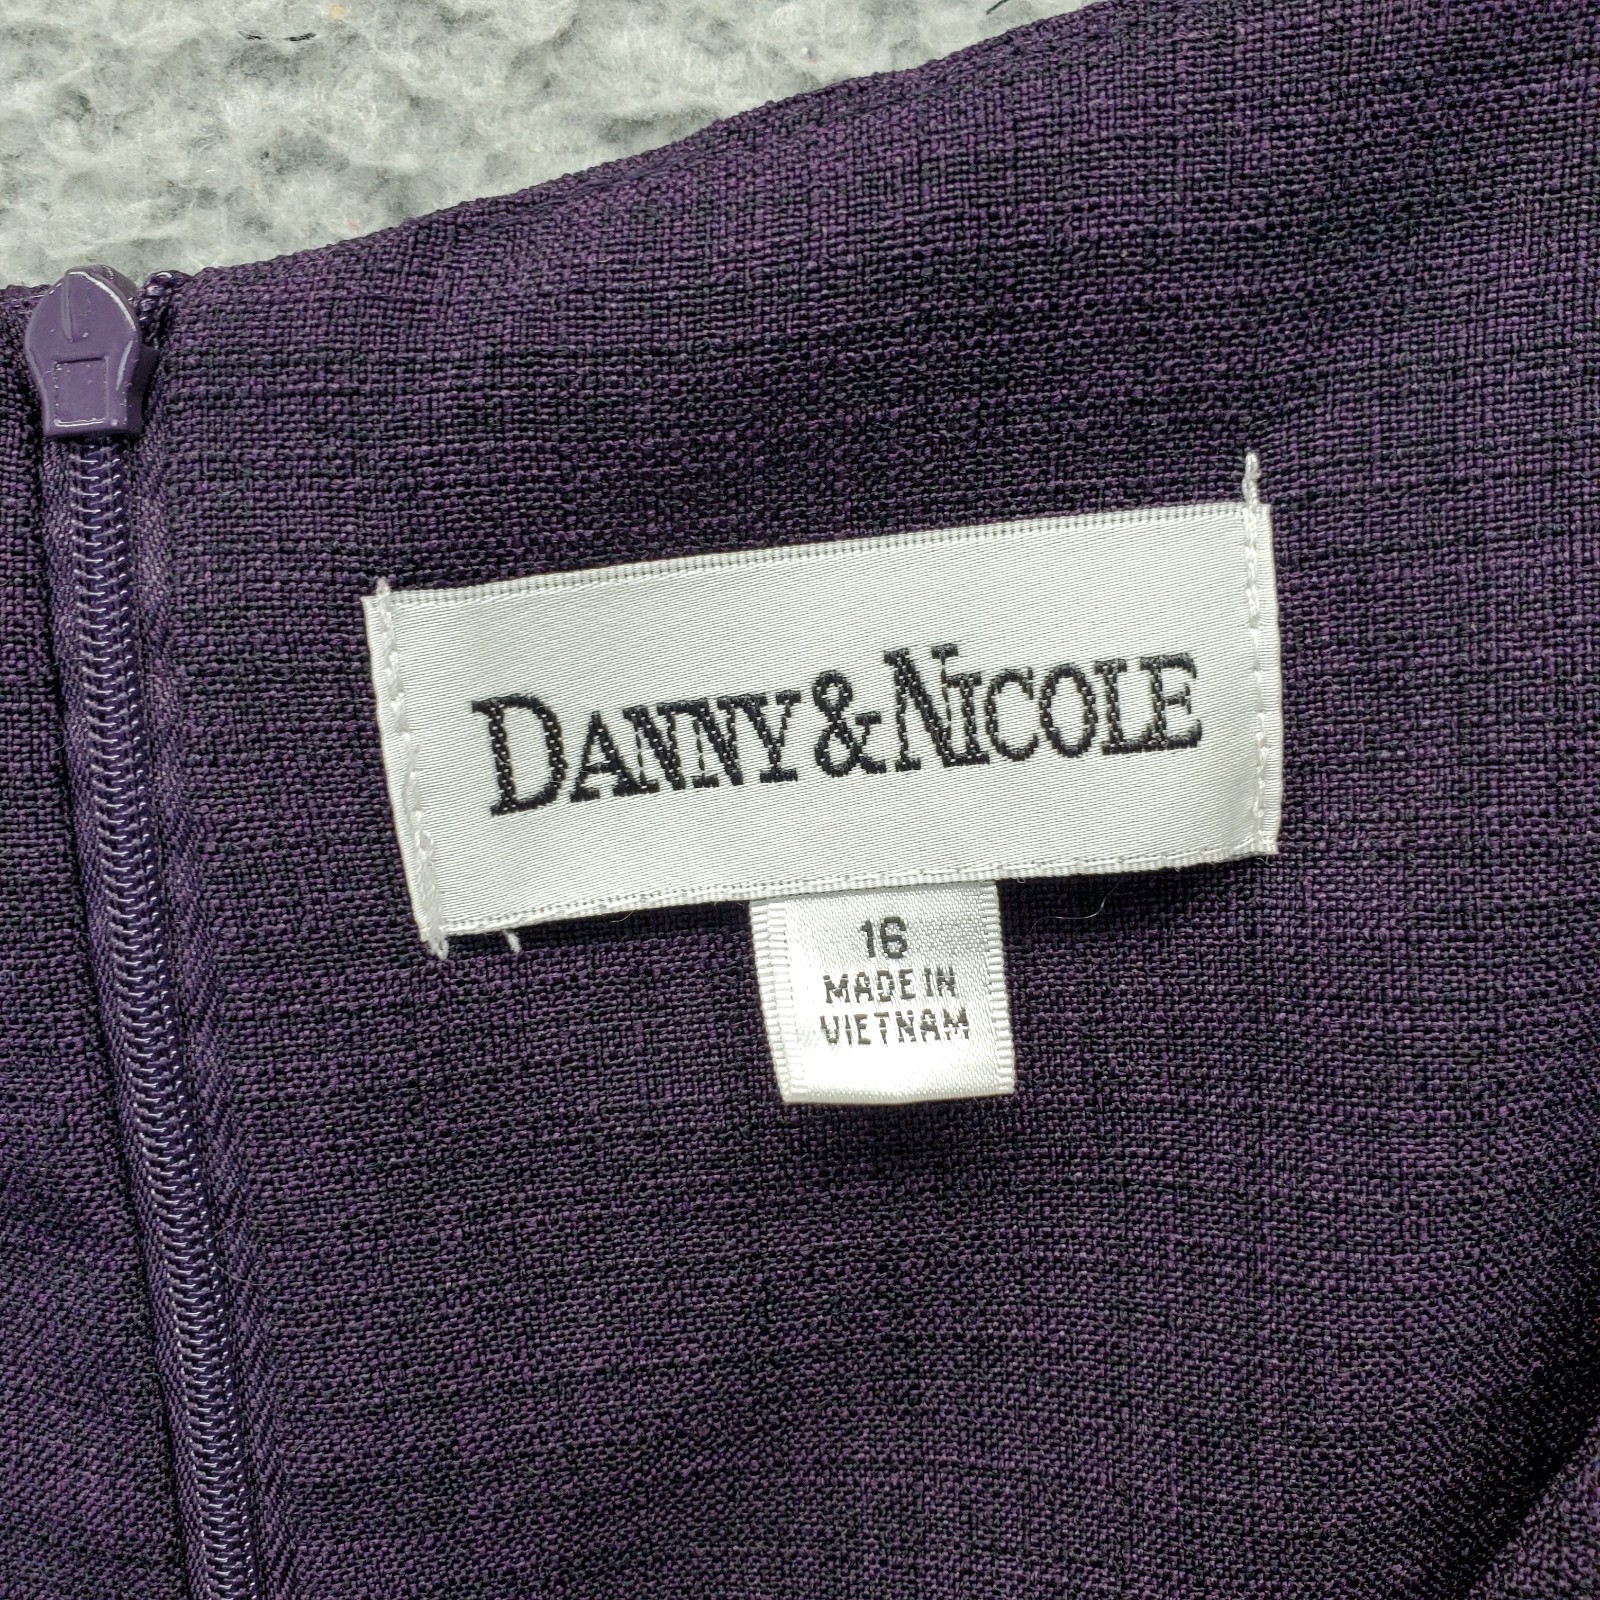 DANNY & NICOLE
16
MADE IN
VIETNAM